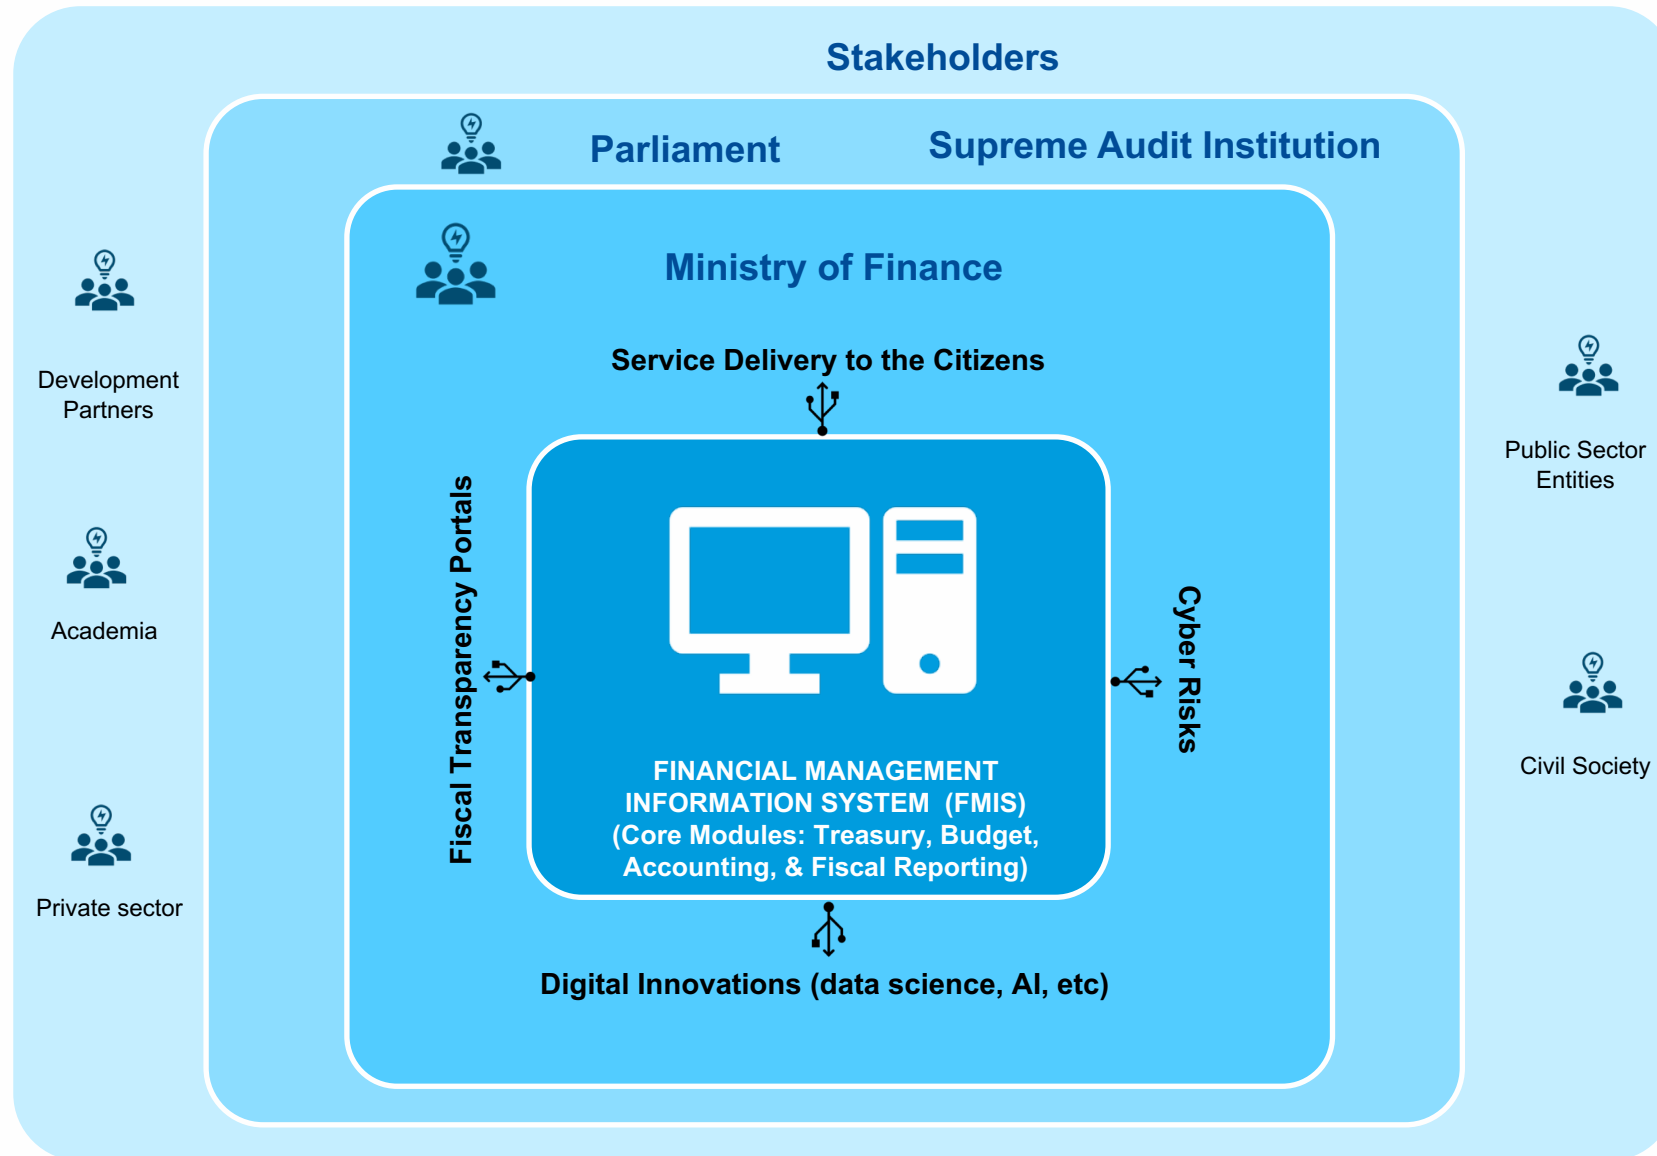 Stakeholders
Parliament
Supreme Audit Institution
Ministry of Finance
Service Delivery to the Citizens
Development
Partners
Academia
Private sector
Fiscal Transparency Portals
FINANCIAL MANAGEMENT
INFORMATION SYSTEM (FMIS)
(Core Modules: Treasury, Budget,
Accounting, & Fiscal Reporting)
Cyber Risks
Digital Innovations (data science, AI, etc)
Public Sector
Entities
Civil Society